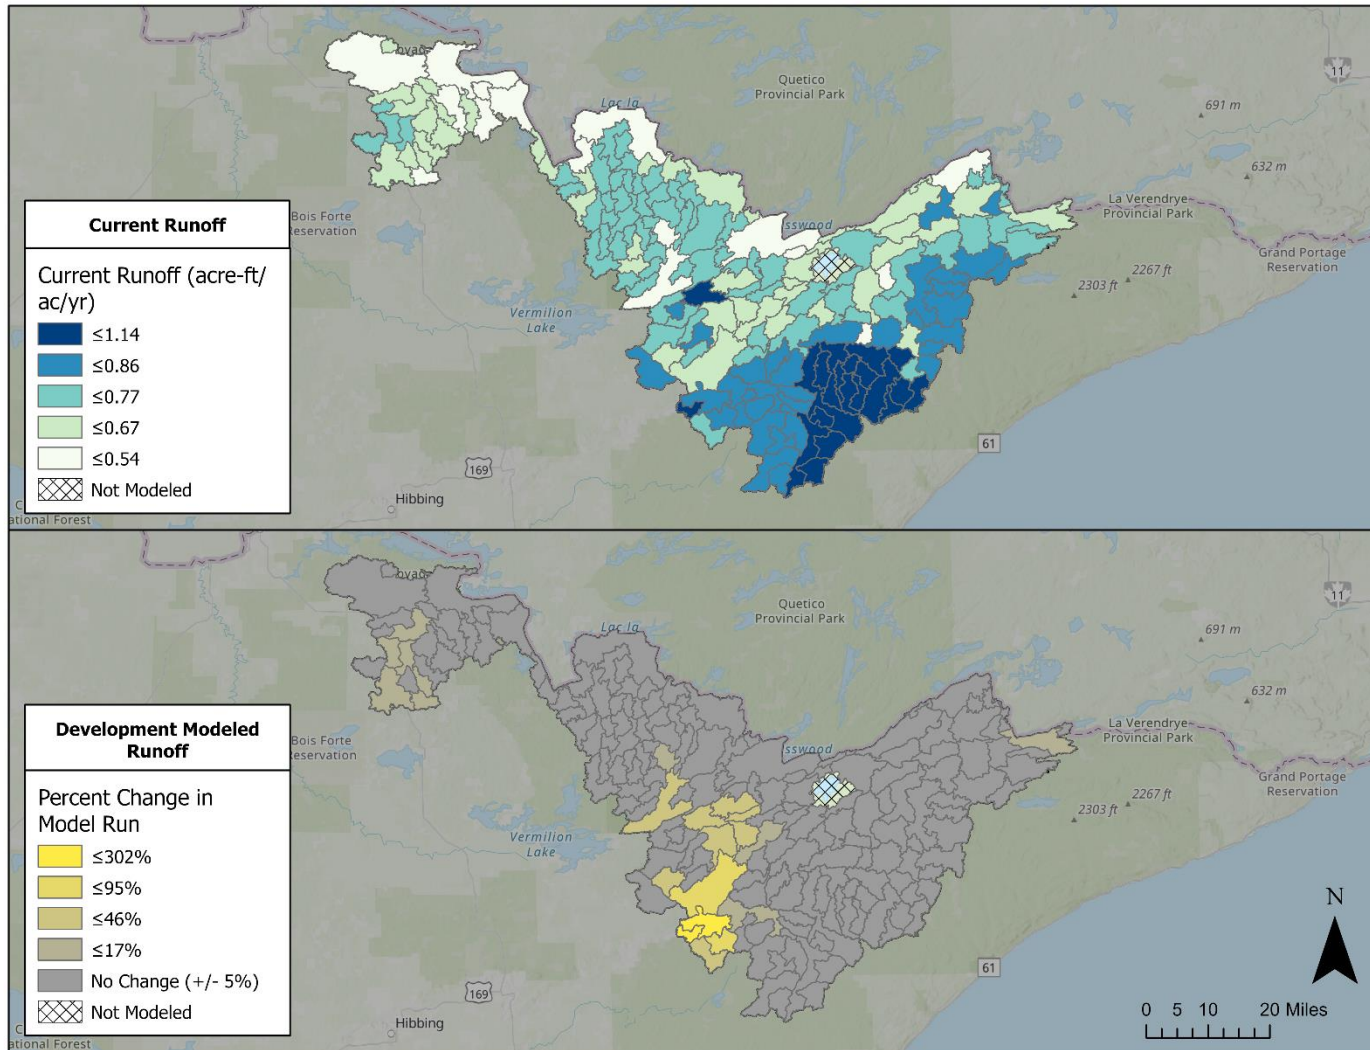 Quetico
Provincial Park
11
691 m
632 m
Lac la
La Verendrye
Provincial Park
Grand Portage
Reservation
2267 ft
2303 ft
Bois Forte
Reservation
Vermilion
Lake
61
169
Hibbing
ational Forest
Current Runoff
Current Runoff (acre-ft/
ac/yr)
≤1.14
≤0.86
≤0.77
≤0.67
≤0.54
Not Modeled
Quetico
Provincial Park
11
691 m
632 m
Lac la
sswood
La Verendrye
Provincial Park
Grand Portage
Reservation
2267 ft
2303 ft
Bois Forte
Reservation
Vermilion
Lake
61
169
Hibbing
National Forest
Development Modeled
Runoff
Percent Change in
Model Run
≤302%
≤95%
≤46%
≤17%
No Change (+/- 5%)
Not Modeled
N
0 5 10 20 Miles